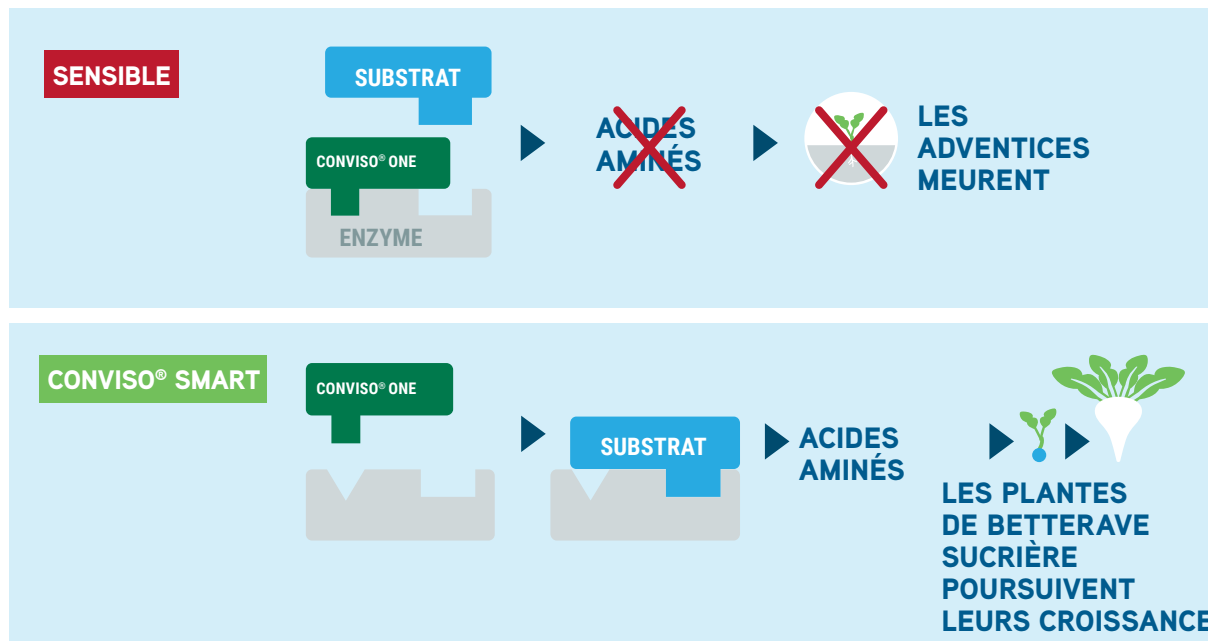 SENSIBLE
SUBSTRAT
CONVISO® ONE
ENZYME
ACIDES
AMINÉS
LES
ADVENTICES
MEURENT
CONVISO® SMART
CONVISO® ONE
SUBSTRAT
ACIDES
AMINÉS
LES PLANTES
DE BETTERAVE
SUCRIÈRE
POURSUIVENT
LEURS CROISSANCE